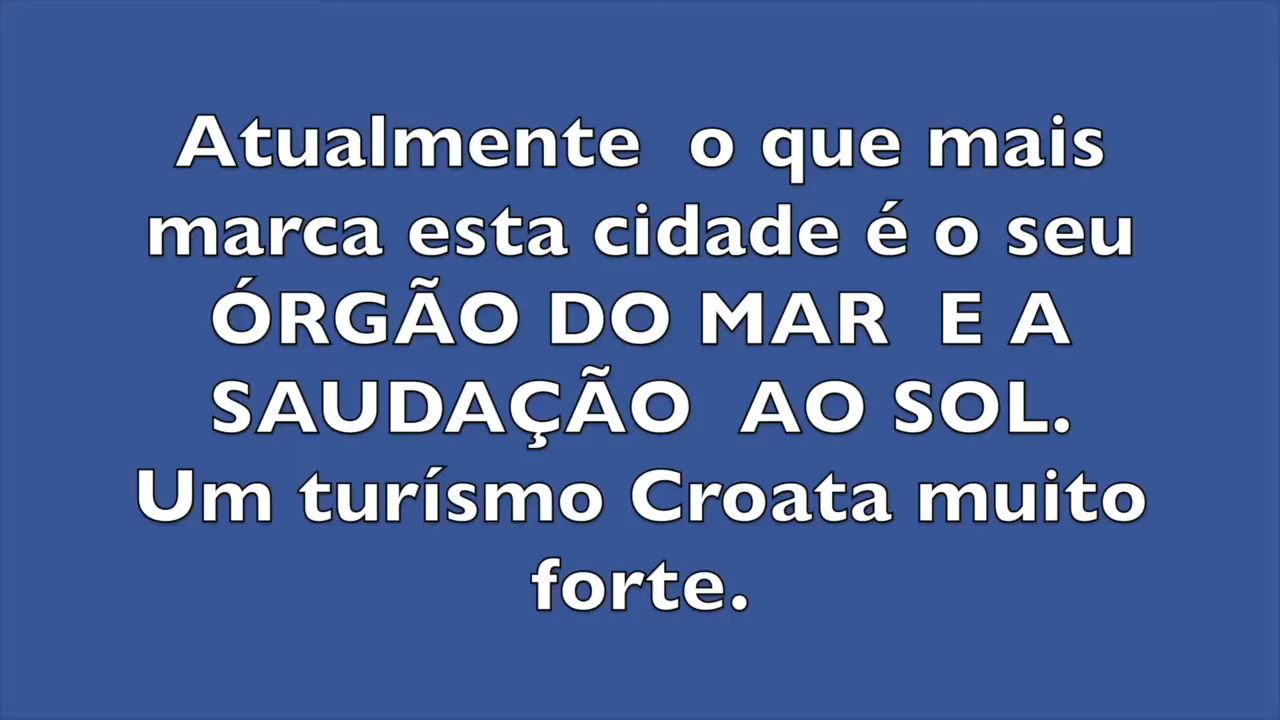 Atualmente  o que mais
marca esta cidade é o seu
ÓRGÃO DO MAR  E A
SAUDAÇÃO  AO SOL.
Um turísmo Croata muito
forte.